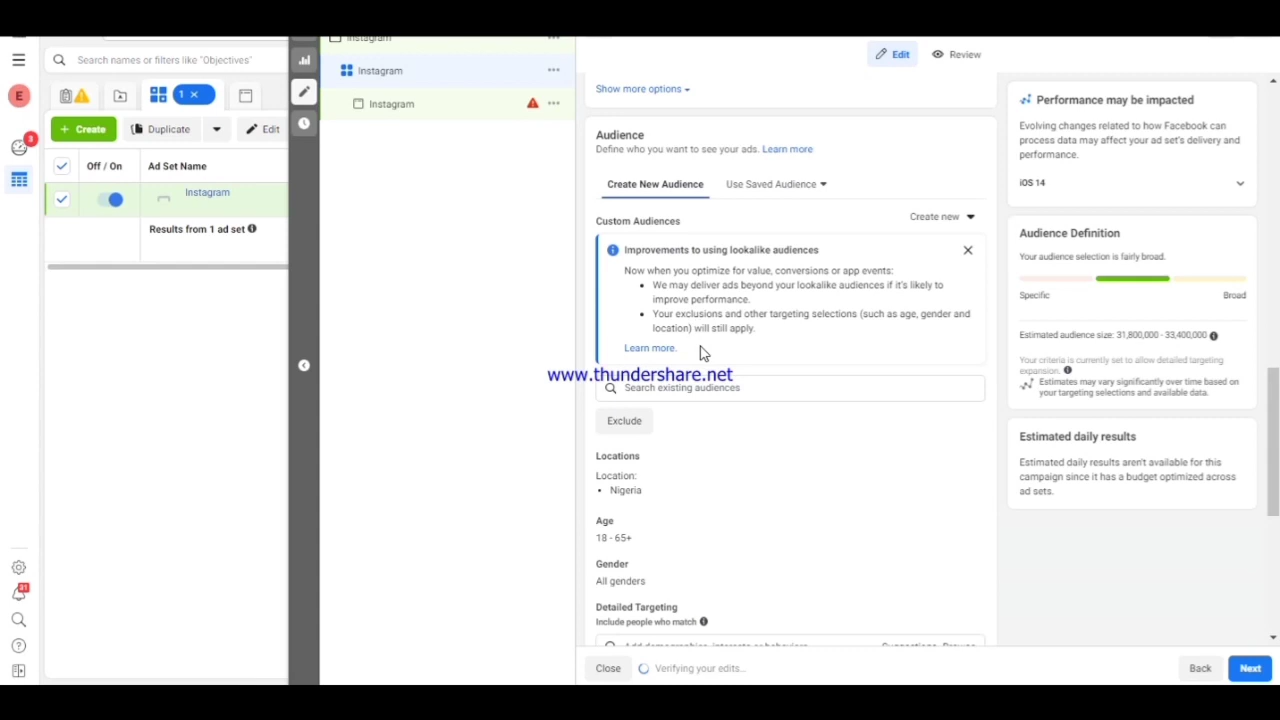 Search names or filters like "Objectives"
E
1 ×
+ Create
Duplicate
Edit
3
Off / On
Ad Set Name
Instagram
Results from 1 ad set
31
Instagram
Instagram
Instagram
Edit
Review
Show more options
Audience
Define who you want to see your ads. Learn more
Create New Audience
Use Saved Audience
Custom Audiences
Create new
Improvements to using lookalike audiences
Now when you optimize for value, conversions or app events:
• We may deliver ads beyond your lookalike audiences if it's likely to
improve performance.
• Your exclusions and other targeting selections (such as age, gender and
location) will still apply.
Learn more.
www.thundershare.net
Search existing audiences
Exclude
Locations
Location:
• Nigeria
Age
18 - 65+
Gender
All genders
Detailed Targeting
Include people who match
Add demographics, interests or behaviors
Suggestions Browse
Close
Verifying your edits...
Back
Next
Performance may be impacted
Evolving changes related to how Facebook can
process data may affect your ad set's delivery and
performance.
iOS 14
Audience Definition
Your audience selection is fairly broad.
Specific
Broad
Estimated audience size: 31,800,000 - 33,400,000
Your criteria is currently set to allow detailed targeting
expansion.
Estimates may vary significantly over time based on
your targeting selections and available data.
Estimated daily results
Estimated daily results aren't available for this
campaign since it has a budget optimized across
ad sets.